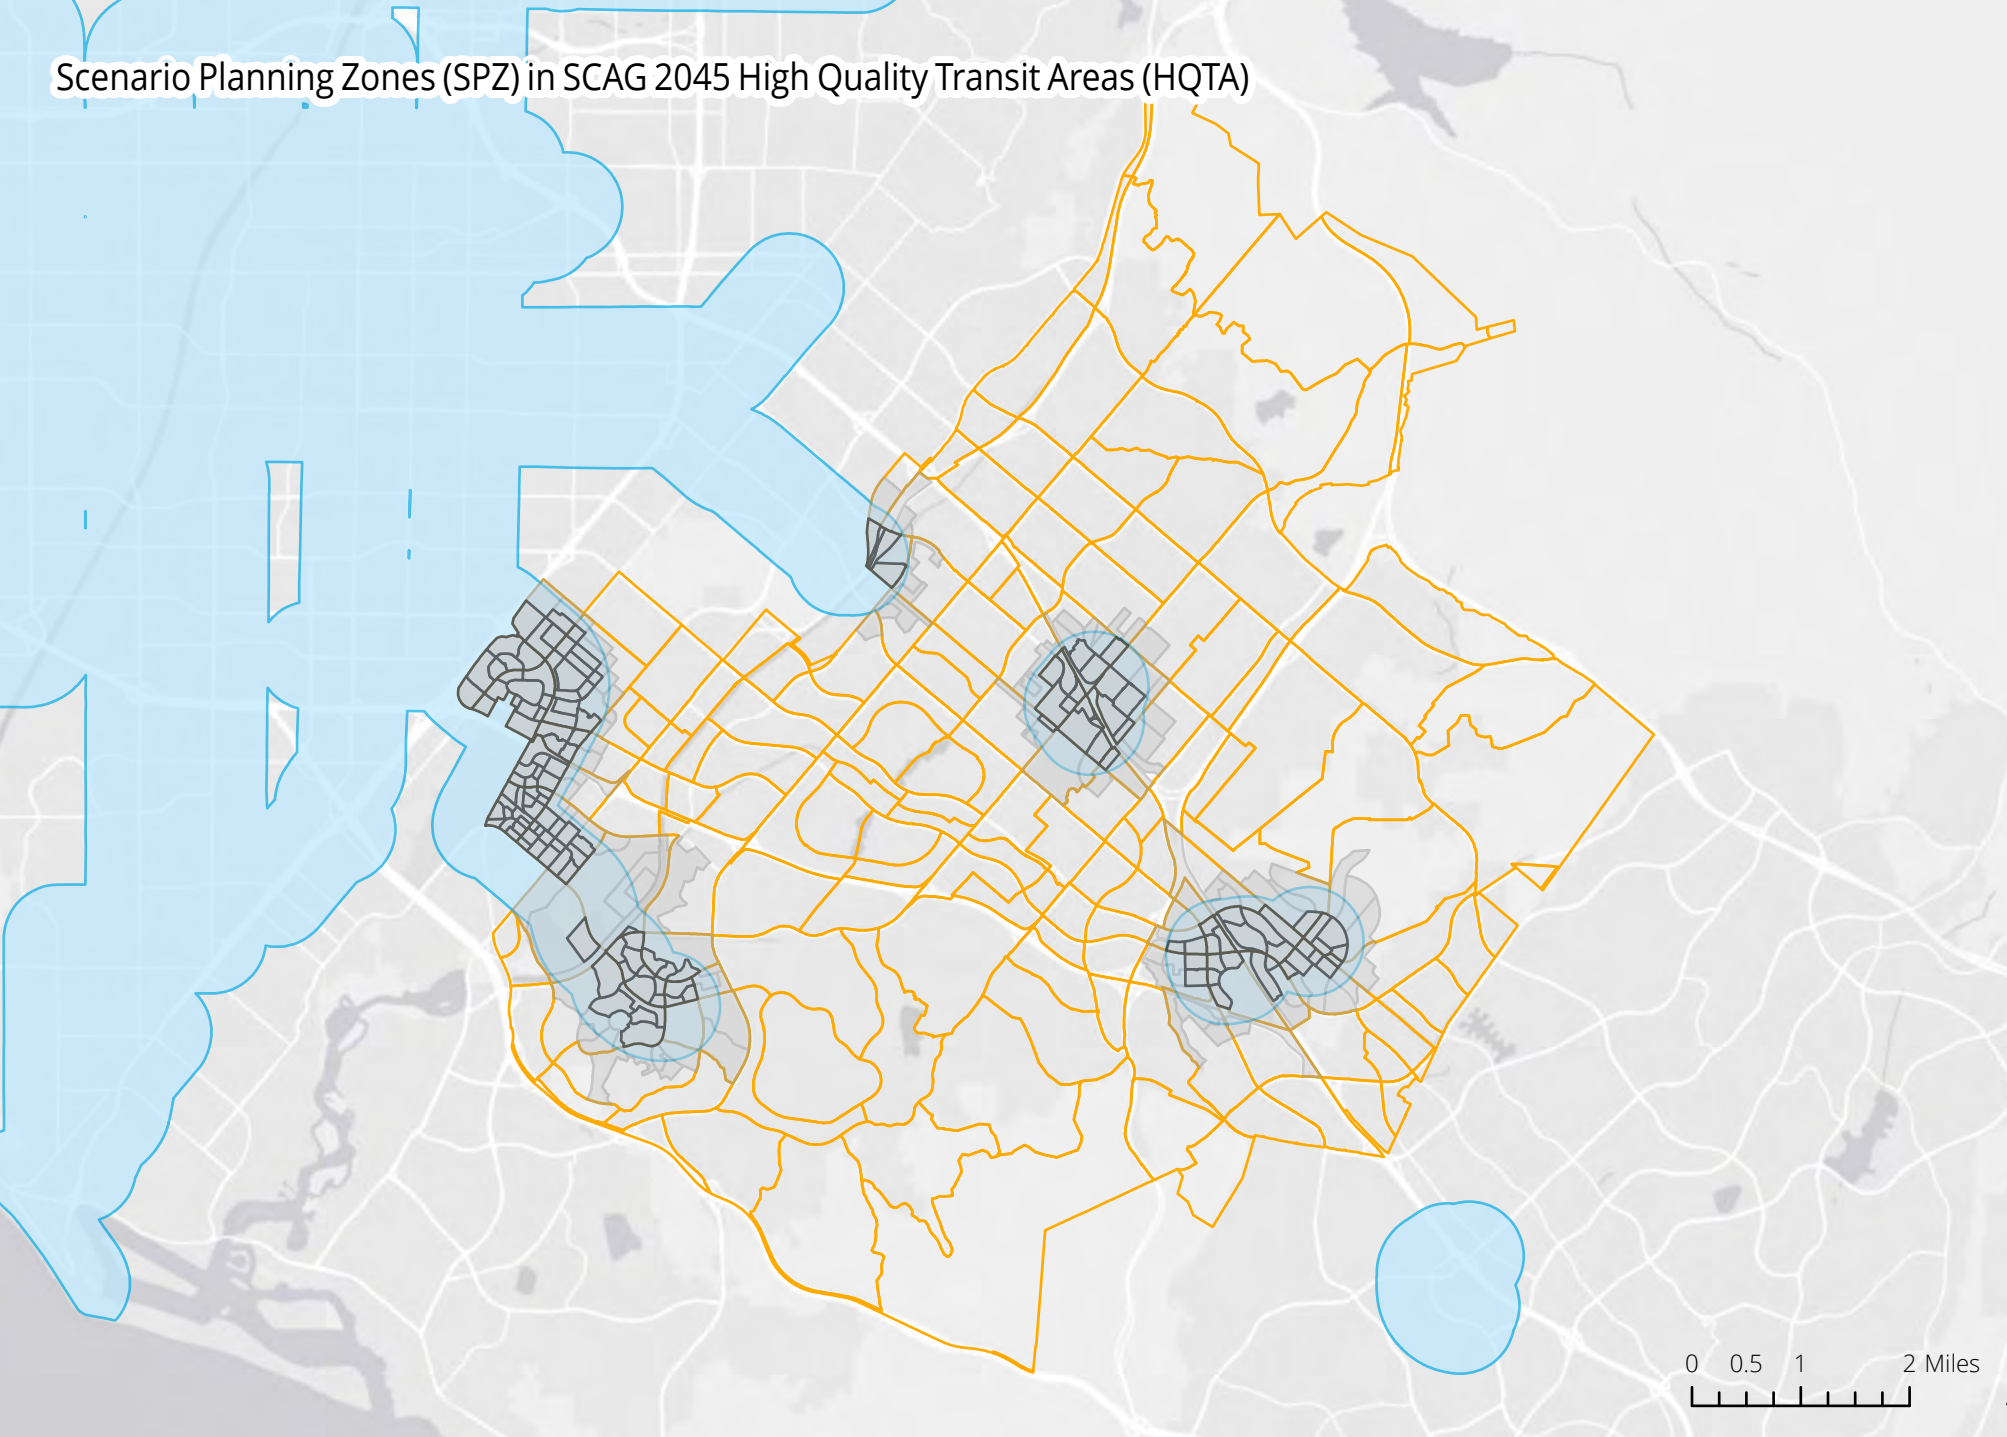 Scenario Planning Zones (SPZ) in SCAG 2045 High Quality Transit Areas (HQTA)
0 0.5 1 2 Miles